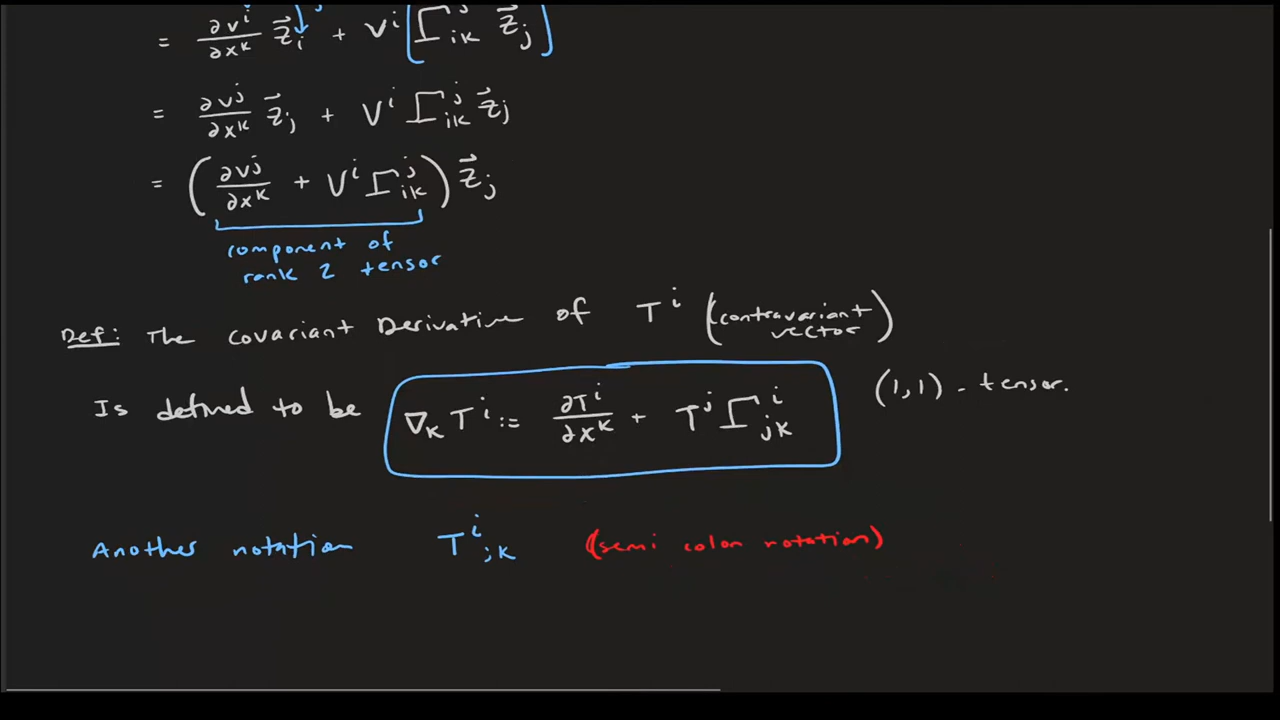 = ∂v^i/∂x^k z⃗_i + v^i [Γ^j_ik z⃗_j]
= ∂v^j/∂x^k z⃗_j + v^i Γ^j_ik z⃗_j
= (∂v^j/∂x^k + v^i Γ^j_ik) z⃗_j
component of
rank 2 tensor
Def: The covariant Derivative of T^i (contravariant vector)
Is defined to be ∇_k T^i := ∂T^i/∂x^k + T^j Γ^i_jk (1,1) - tensor.
Another notation T^i_;k (semi colon notation)